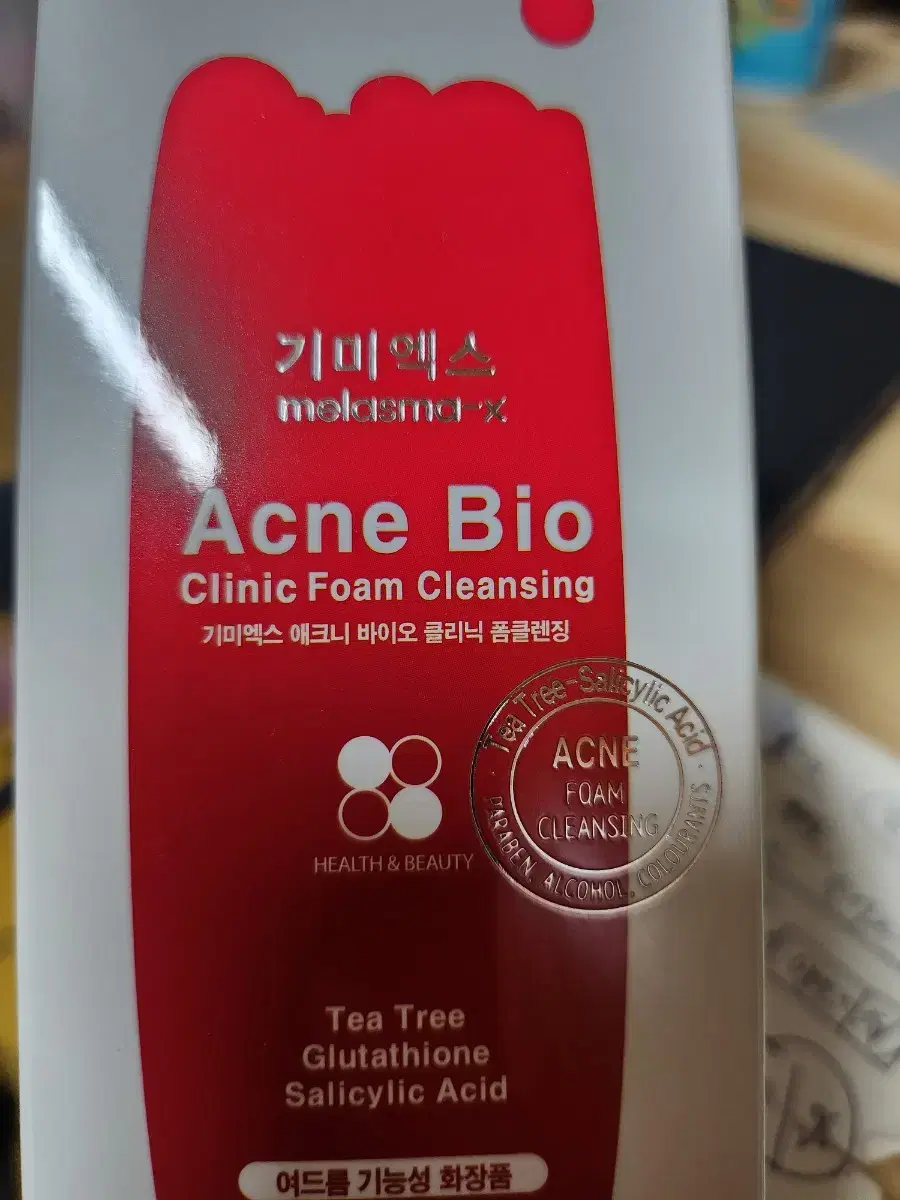 기미엑스
melasma-x
Acne Bio
Clinic Foam Cleansing
기미엑스 애크니 바이오 클리닉 폼클렌징
Tea Tree-Salicylic Acid
ACNE
FOAM
CLEANSING
PARABEN, ALCOHOL, COLOURANTS
HEALTH & BEAUTY
Tea Tree
Glutathione
Salicylic Acid
여드름 기능성 화장품